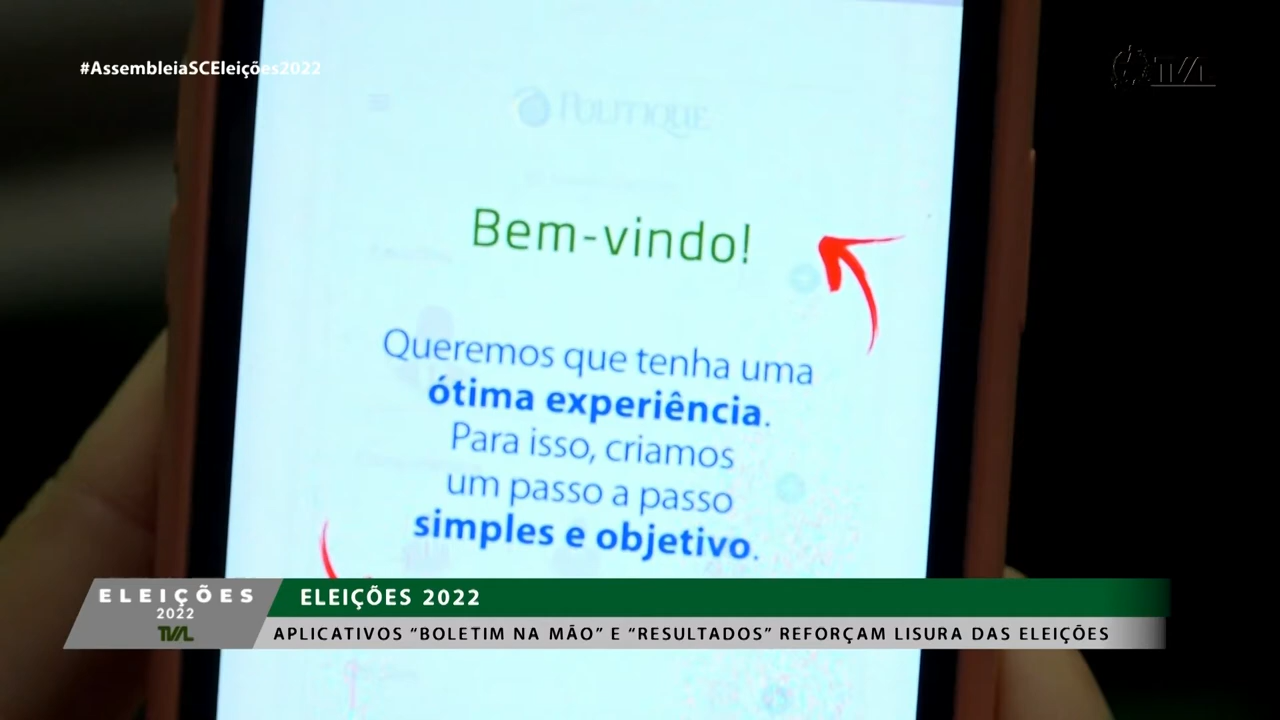 #AssembleiaSCEleições2022
TVAL
POLITIQUE
Bem-vindo!
Queremos que tenha uma
ótima experiência.
Para isso, criamos
um passo a passo
simples e objetivo.
ELEIÇÕES
2022
TVAL
ELEIÇÕES 2022
APLICATIVOS “BOLETIM NA MÃO” E “RESULTADOS” REFORÇAM LISURA DAS ELEIÇÕES